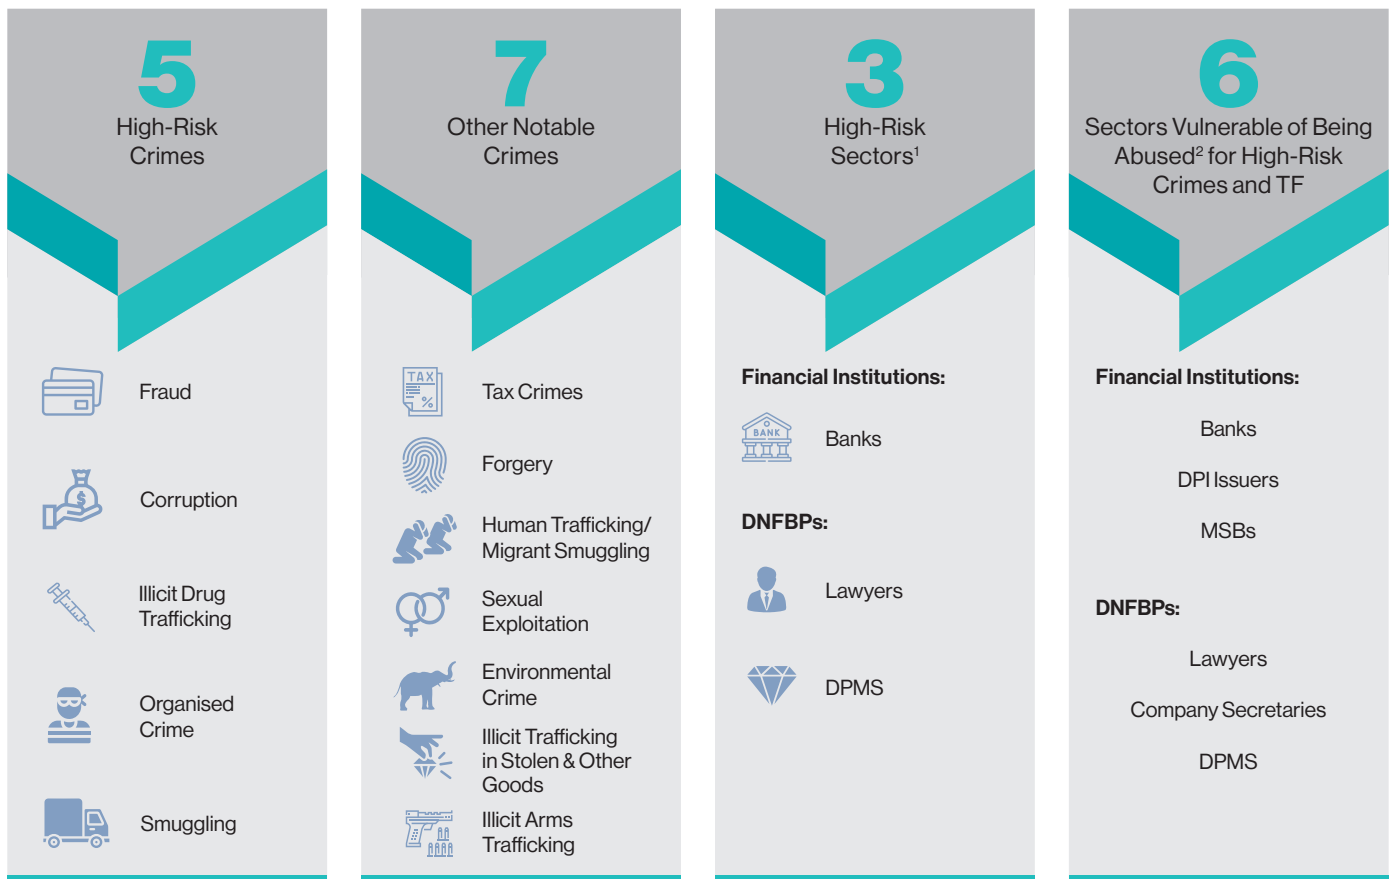 5
High-Risk
Crimes
Fraud
Corruption
Illicit Drug
Trafficking
Organised
Crime
Smuggling
7
Other Notable
Crimes
TAX
%
Tax Crimes
Forgery
Human Trafficking/
Migrant Smuggling
Sexual
Exploitation
Environmental
Crime
Illicit Trafficking
in Stolen & Other
Goods
Illicit Arms
Trafficking
3
High-Risk
Sectors¹
Financial Institutions:
BANK
Banks
DNFBPs:
Lawyers
DPMS
6
Sectors Vulnerable of Being
Abused² for High-Risk
Crimes and TF
Financial Institutions:
Banks
DPI Issuers
MSBs
DNFBPs:
Lawyers
Company Secretaries
DPMS